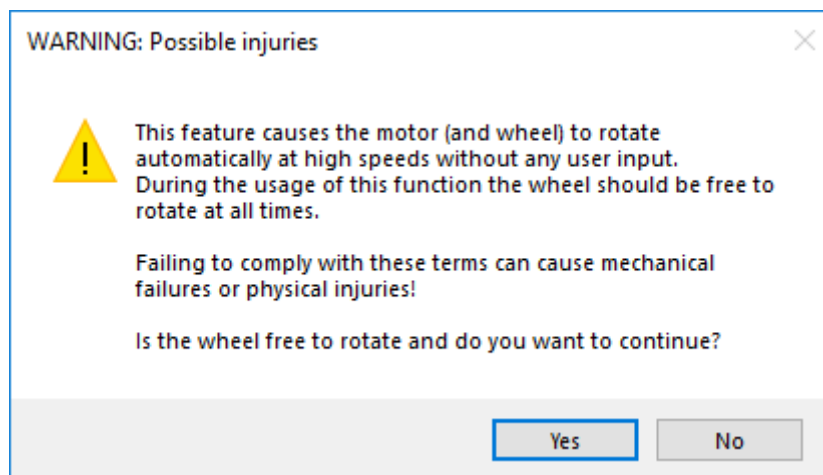 WARNING: Possible injuries
This feature causes the motor (and wheel) to rotate
automatically at high speeds without any user input.
During the usage of this function the wheel should be free to
rotate at all times.
Failing to comply with these terms can cause mechanical
failures or physical injuries!
Is the wheel free to rotate and do you want to continue?
Yes No